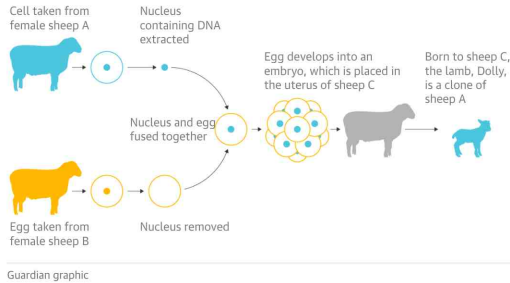 Cell taken from
female sheep A
Nucleus
containing DNA
extracted
Egg develops into an
embryo, which is placed in
the uterus of sheep C
Born to sheep C,
the lamb, Dolly,
is a clone of
sheep A
Nucleus and egg
fused together
Egg taken from
female sheep B
Nucleus removed
Guardian graphic